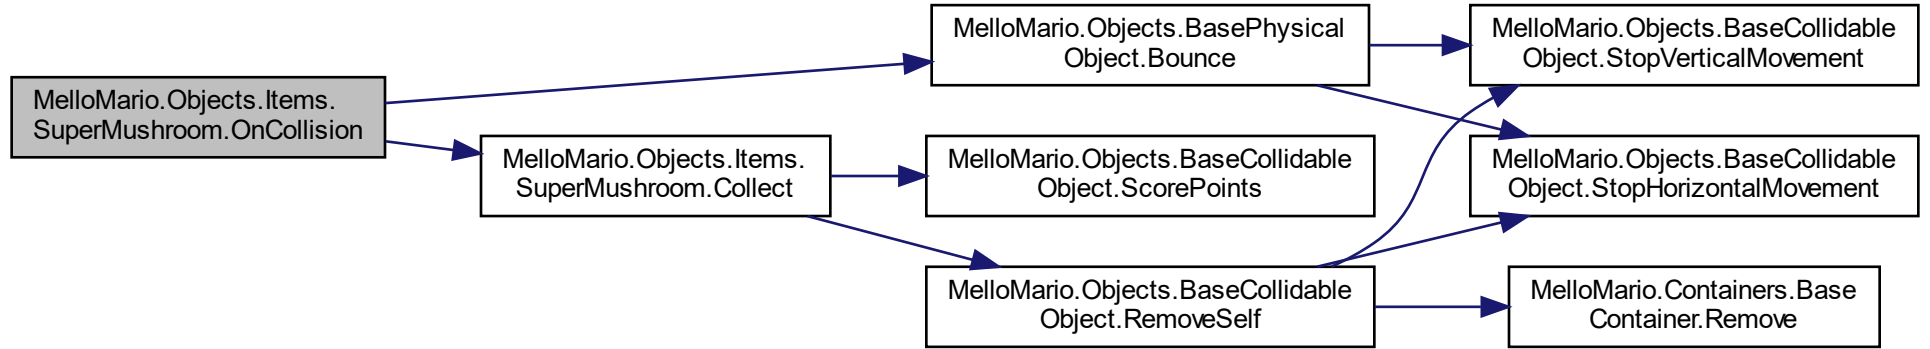 MelloMario.Objects.Items.
SuperMushroom.OnCollision
MelloMario.Objects.BasePhysical
Object.Bounce
MelloMario.Objects.BaseCollidable
Object.StopVerticalMovement
MelloMario.Objects.Items.
SuperMushroom.Collect
MelloMario.Objects.BaseCollidable
Object.ScorePoints
MelloMario.Objects.BaseCollidable
Object.StopHorizontalMovement
MelloMario.Objects.BaseCollidable
Object.RemoveSelf
MelloMario.Containers.Base
Container.Remove